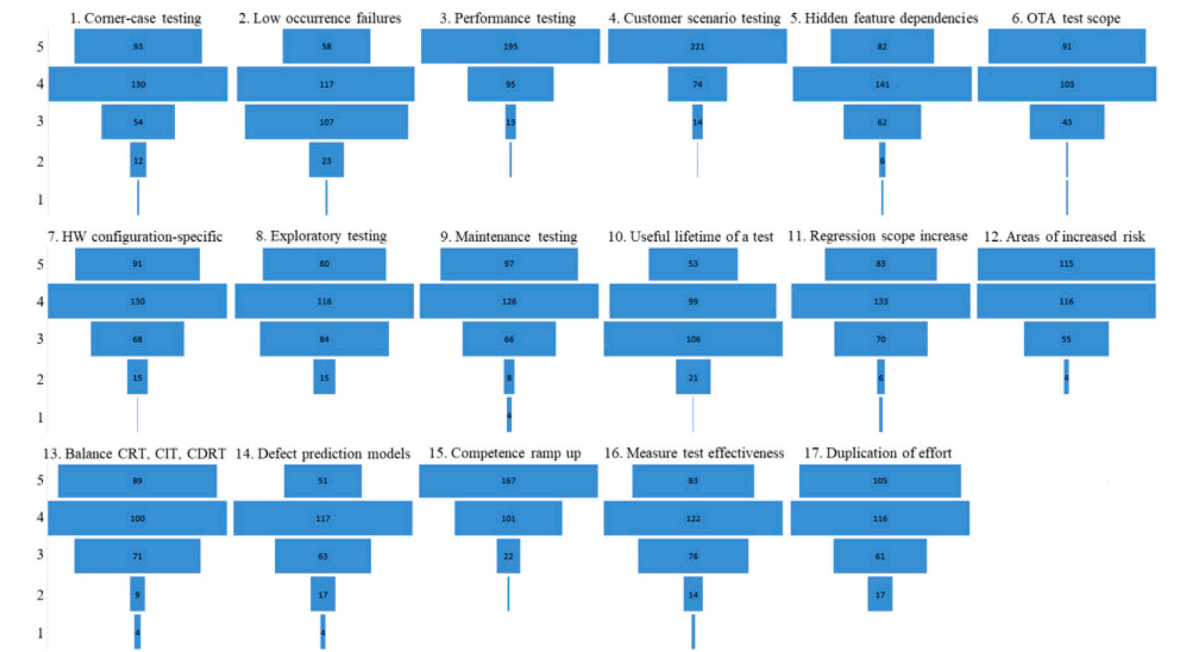 1. Corner-case testing 2. Low occurrence failures 3. Performance testing 4. Customer scenario testing 5. Hidden feature dependencies 6. OTA test scope
5 93 58 195 221 82 91
4 130 117 95 74 141 103
3 54 107 13 14 62 43
2 12 23 6
1
7. HW configuration-specific 8. Exploratory testing 9. Maintenance testing 10. Useful lifetime of a test 11. Regression scope increase 12. Areas of increased risk
5 91 80 97 53 83 115
4 130 116 126 99 133 116
3 68 84 66 106 70 55
2 15 15 8 21 6 4
1 4
13. Balance CRT, CIT, CDRT 14. Defect prediction models 15. Competence ramp up 16. Measure test effectiveness 17. Duplication of effort
5 89 51 167 83 105
4 100 117 101 122 116
3 71 63 22 76 61
2 9 17 14 17
1 4 4